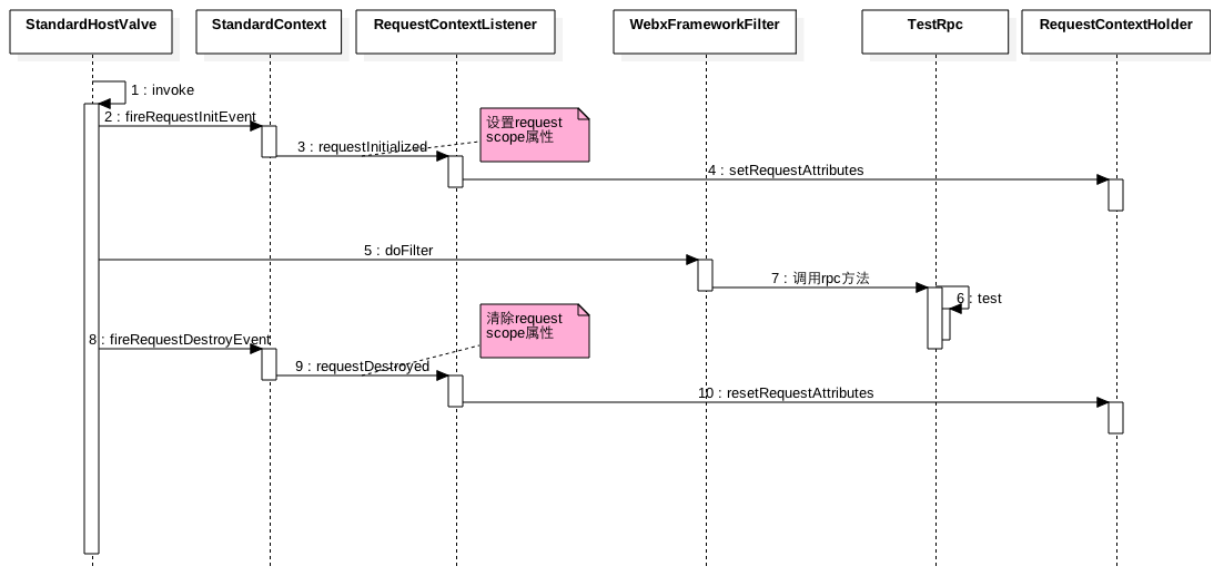 StandardHostValve
StandardContext
RequestContextListener
WebxFrameworkFilter
TestRpc
RequestContextHolder
1 : invoke
2 : fireRequestInitEvent
设置request
scope属性
3 : requestInitialized
4 : setRequestAttributes
5 : doFilter
7 : 调用rpc方法
6 : test
清除request
scope属性
8 : fireRequestDestroyEvent
9 : requestDestroyed
10 : resetRequestAttributes